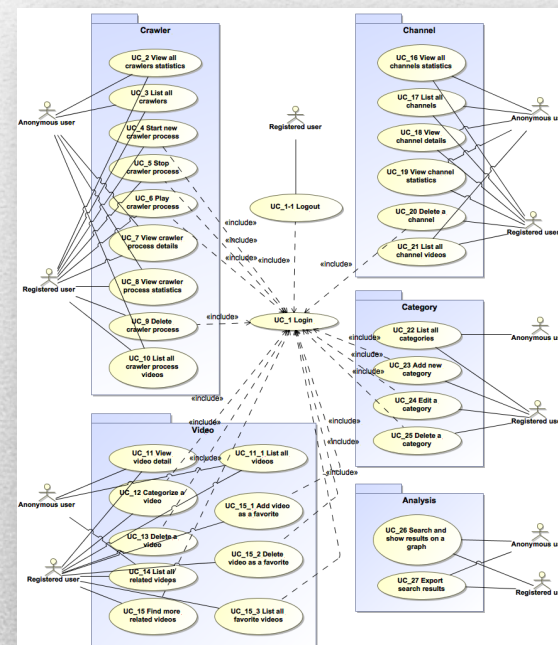 Crawler
UC_2 View all
crawlers statistics
UC_3 List all
crawlers
UC_4 Start new
crawler process
UC_5 Stop
crawler process
UC_6 Play
crawler process
UC_7 View crawler
process details
UC_8 View crawler
process statistics
UC_9 Delete
crawler process
UC_10 List all
crawler process
videos
Anonymous user
Registered user
Registered user
UC_1-1 Logout
UC_1 Login
«include»
«include»
«include»
«include»
«include»
«include»
Channel
UC_16 View all
channels statistics
UC_17 List all
channels
UC_18 View
channel details
UC_19 View channel
statistics
UC_20 Delete a
channel
UC_21 List all
channel videos
Anonymous user
Registered user
«include»
Category
UC_22 List all
categories
UC_23 Add new
category
UC_24 Edit a
category
UC_25 Delete a
category
Anonymous user
Registered user
«include»
«include»
«include»
«include»
«include»
«include»
«include»
«include»
Video
UC_11 View
video detail
UC_11_1 List all
videos
UC_12 Categorize a
video
UC_15_1 Add video
as a favorite
UC_13 Delete a
video
UC_15_2 Delete
video as a favorite
UC_14 List all
related videos
UC_15 Find more
related videos
UC_15_3 List all
favorite videos
Anonymous user
Registered user
Analysis
UC_26 Search and
show results on a
graph
UC_27 Export
search results
Anonymous user
Registered user